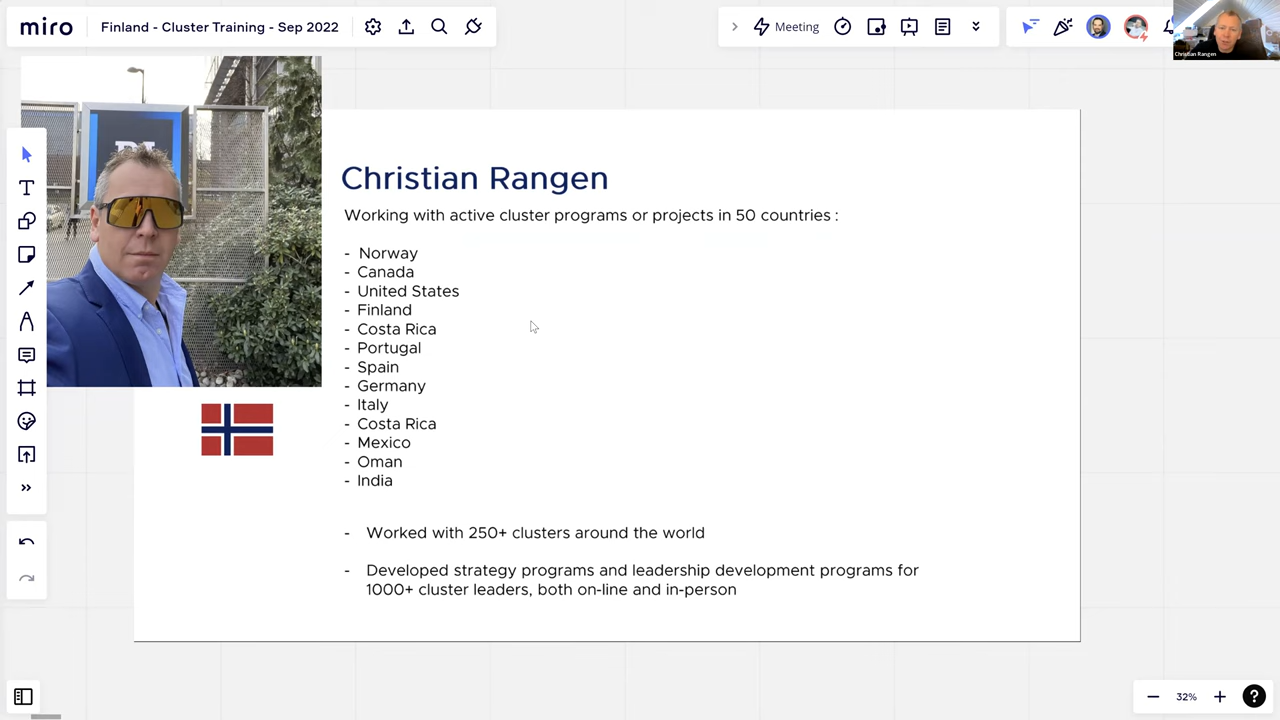 miro
Finland - Cluster Training - Sep 2022
Meeting
Christian Rangen
Christian Rangen
Working with active cluster programs or projects in 50 countries :
- Norway
- Canada
- United States
- Finland
- Costa Rica
- Portugal
- Spain
- Germany
- Italy
- Costa Rica
- Mexico
- Oman
- India
- Worked with 250+ clusters around the world
- Developed strategy programs and leadership development programs for
1000+ cluster leaders, both on-line and in-person
32%